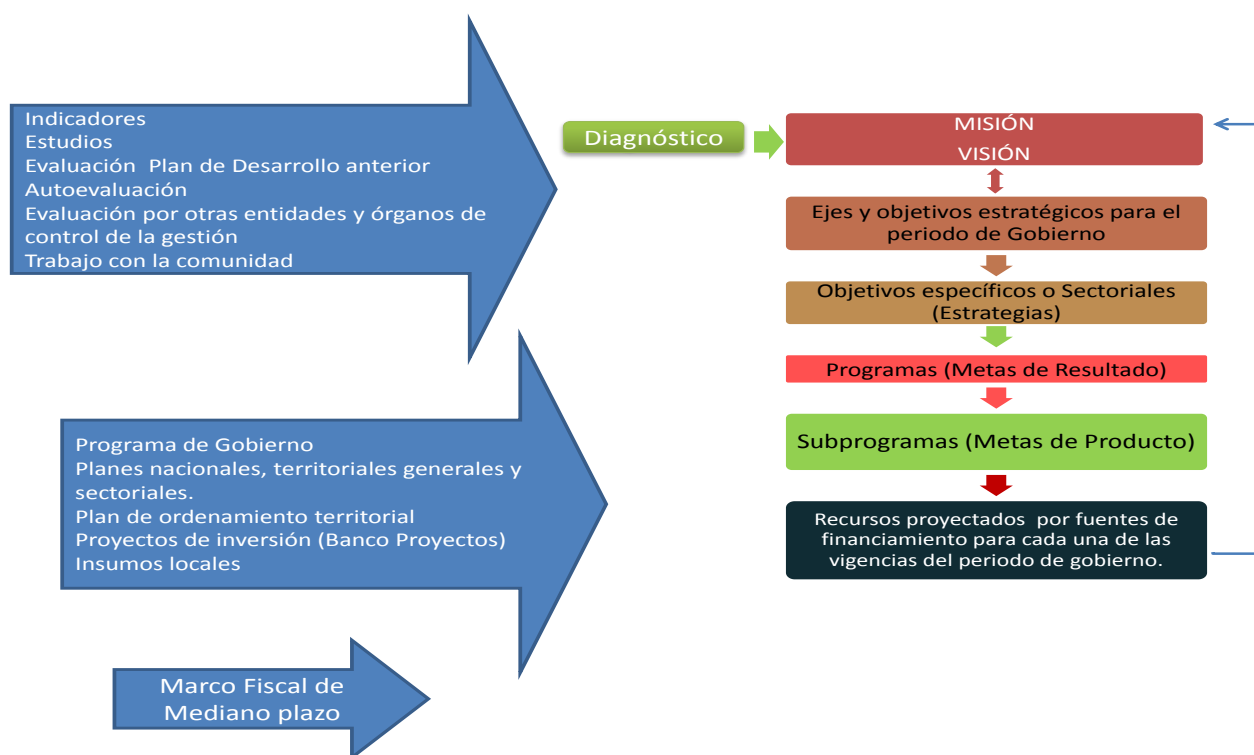 Indicadores
Estudios
Evaluación  Plan de Desarrollo anterior
Autoevaluación
Evaluación por otras entidades y órganos de
control de la gestión
Trabajo con la comunidad
Programa de Gobierno
Planes nacionales, territoriales generales y
sectoriales.
Plan de ordenamiento territorial
Proyectos de inversión (Banco Proyectos)
Insumos locales
Marco Fiscal de
Mediano plazo
Diagnóstico
MISIÓN
VISIÓN
Ejes y objetivos estratégicos para el
periodo de Gobierno
Objetivos específicos o Sectoriales
(Estrategias)
Programas (Metas de Resultado)
Subprogramas (Metas de Producto)
Recursos proyectados  por fuentes de
financiamiento para cada una de las
vigencias del periodo de gobierno.